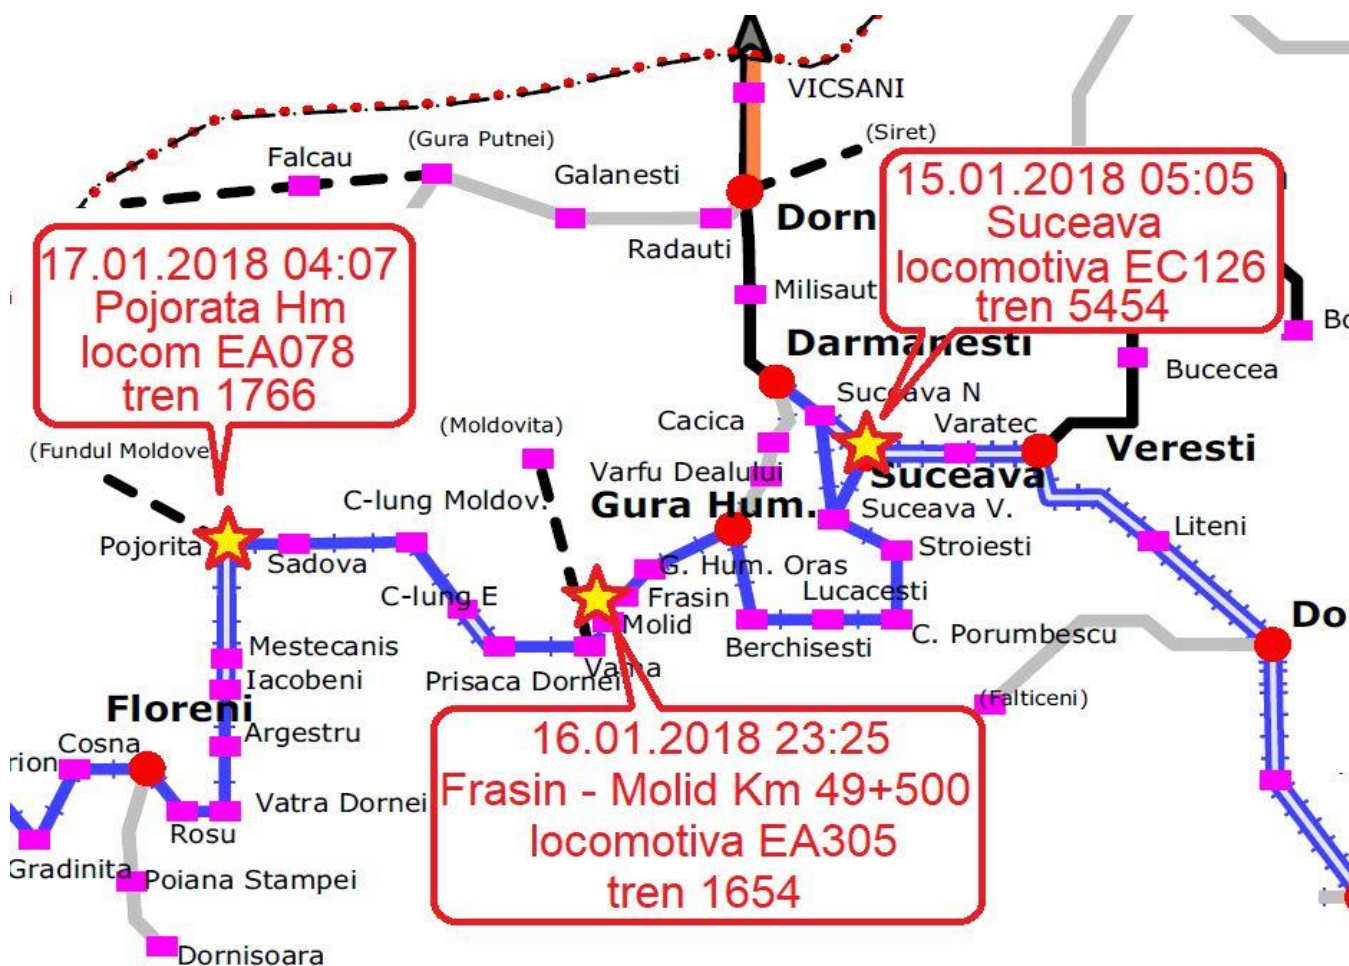 VICSANI
(Siret)
(Gura Putnei)
Falcau
Galanesti
Radauti
Dorn
15.01.2018 05:05
Suceava
locomotiva EC126
tren 5454
17.01.2018 04:07
Pojorata Hm
locom EA078
tren 1766
Milisaut
Darmanesti
Bo
Bucecea
Suceava N
Cacica
Varatec
Veresti
(Moldovita)
(Fundul Moldove
Varfu Dealului
Suceava
C-lung Moldov.
Gura Hum.
Suceava V.
Liteni
Pojorita
Sadova
Stroiesti
G. Hum. Oras
C-lung E
Frasin
Lucacesti
Molid
Do
C. Porumbescu
Berchisesti
Mestecanis
Vama
Iacobeni
Prisaca Dornei
(Falticeni)
Floreni
Argestru
Cosna
rion
16.01.2018 23:25
Frasin - Molid Km 49+500
locomotiva EA305
tren 1654
Vatra Dornei
Rosu
Gradinita
Poiana Stampei
Dornisoara